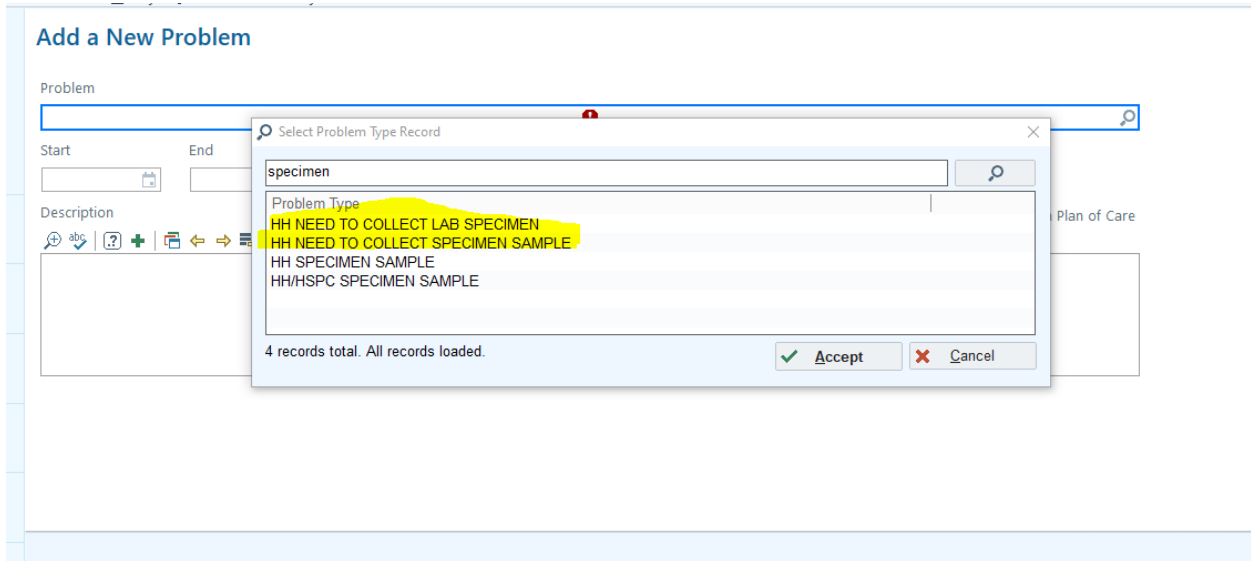 Add a New Problem
Problem
Select Problem Type Record
Start End
specimen
Problem Type
Description
Plan of Care
HH NEED TO COLLECT LAB SPECIMEN
abc ?
HH NEED TO COLLECT SPECIMEN SAMPLE
HH SPECIMEN SAMPLE
HH/HSPC SPECIMEN SAMPLE
4 records total. All records loaded.
Accept Cancel